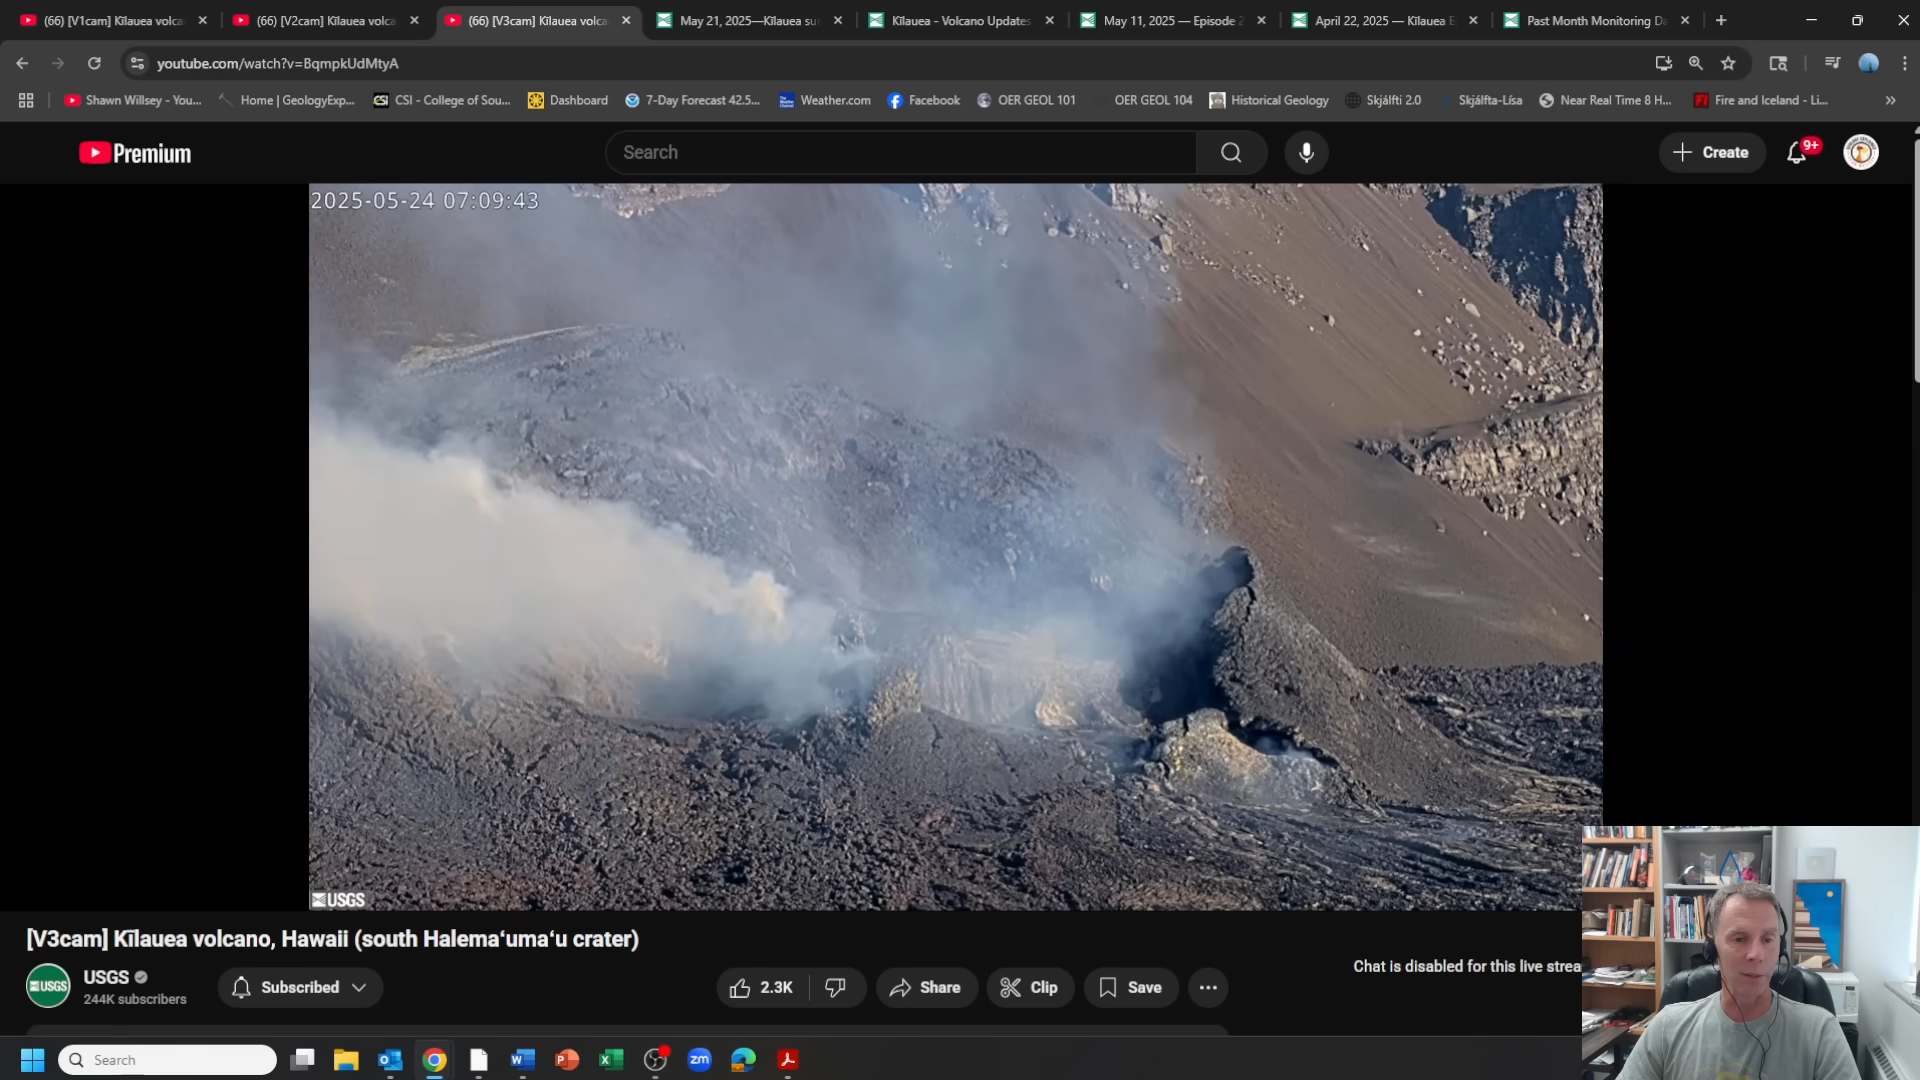 (66) [V1cam] Kīlauea volca
(66) [V2cam] Kīlauea volca
(66) [V3cam] Kīlauea volca
May 21, 2025—Kīlauea su
Kīlauea - Volcano Updates
May 11, 2025 — Episode 2
April 22, 2025 — Kīlauea E
Past Month Monitoring Da
youtube.com/watch?v=BqmpkUdMtyA
Shawn Willsey - You...
Home | GeologyExp...
CSI - College of Sou...
Dashboard
7-Day Forecast 42.5...
Weather.com
Facebook
OER GEOL 101
OER GEOL 104
Historical Geology
Skjálfti 2.0
Skjálfta-Lísa
Near Real Time 8 H...
Fire and Iceland - Li...
Premium
Search
Create
9+
2025-05-24 07:09:43
USGS
[V3cam] Kīlauea volcano, Hawaii (south Halemaʻumaʻu crater)
USGS
USGS
244K subscribers
Subscribed
2.3K
Share
Clip
Save
Chat is disabled for this live strea
Search
zm